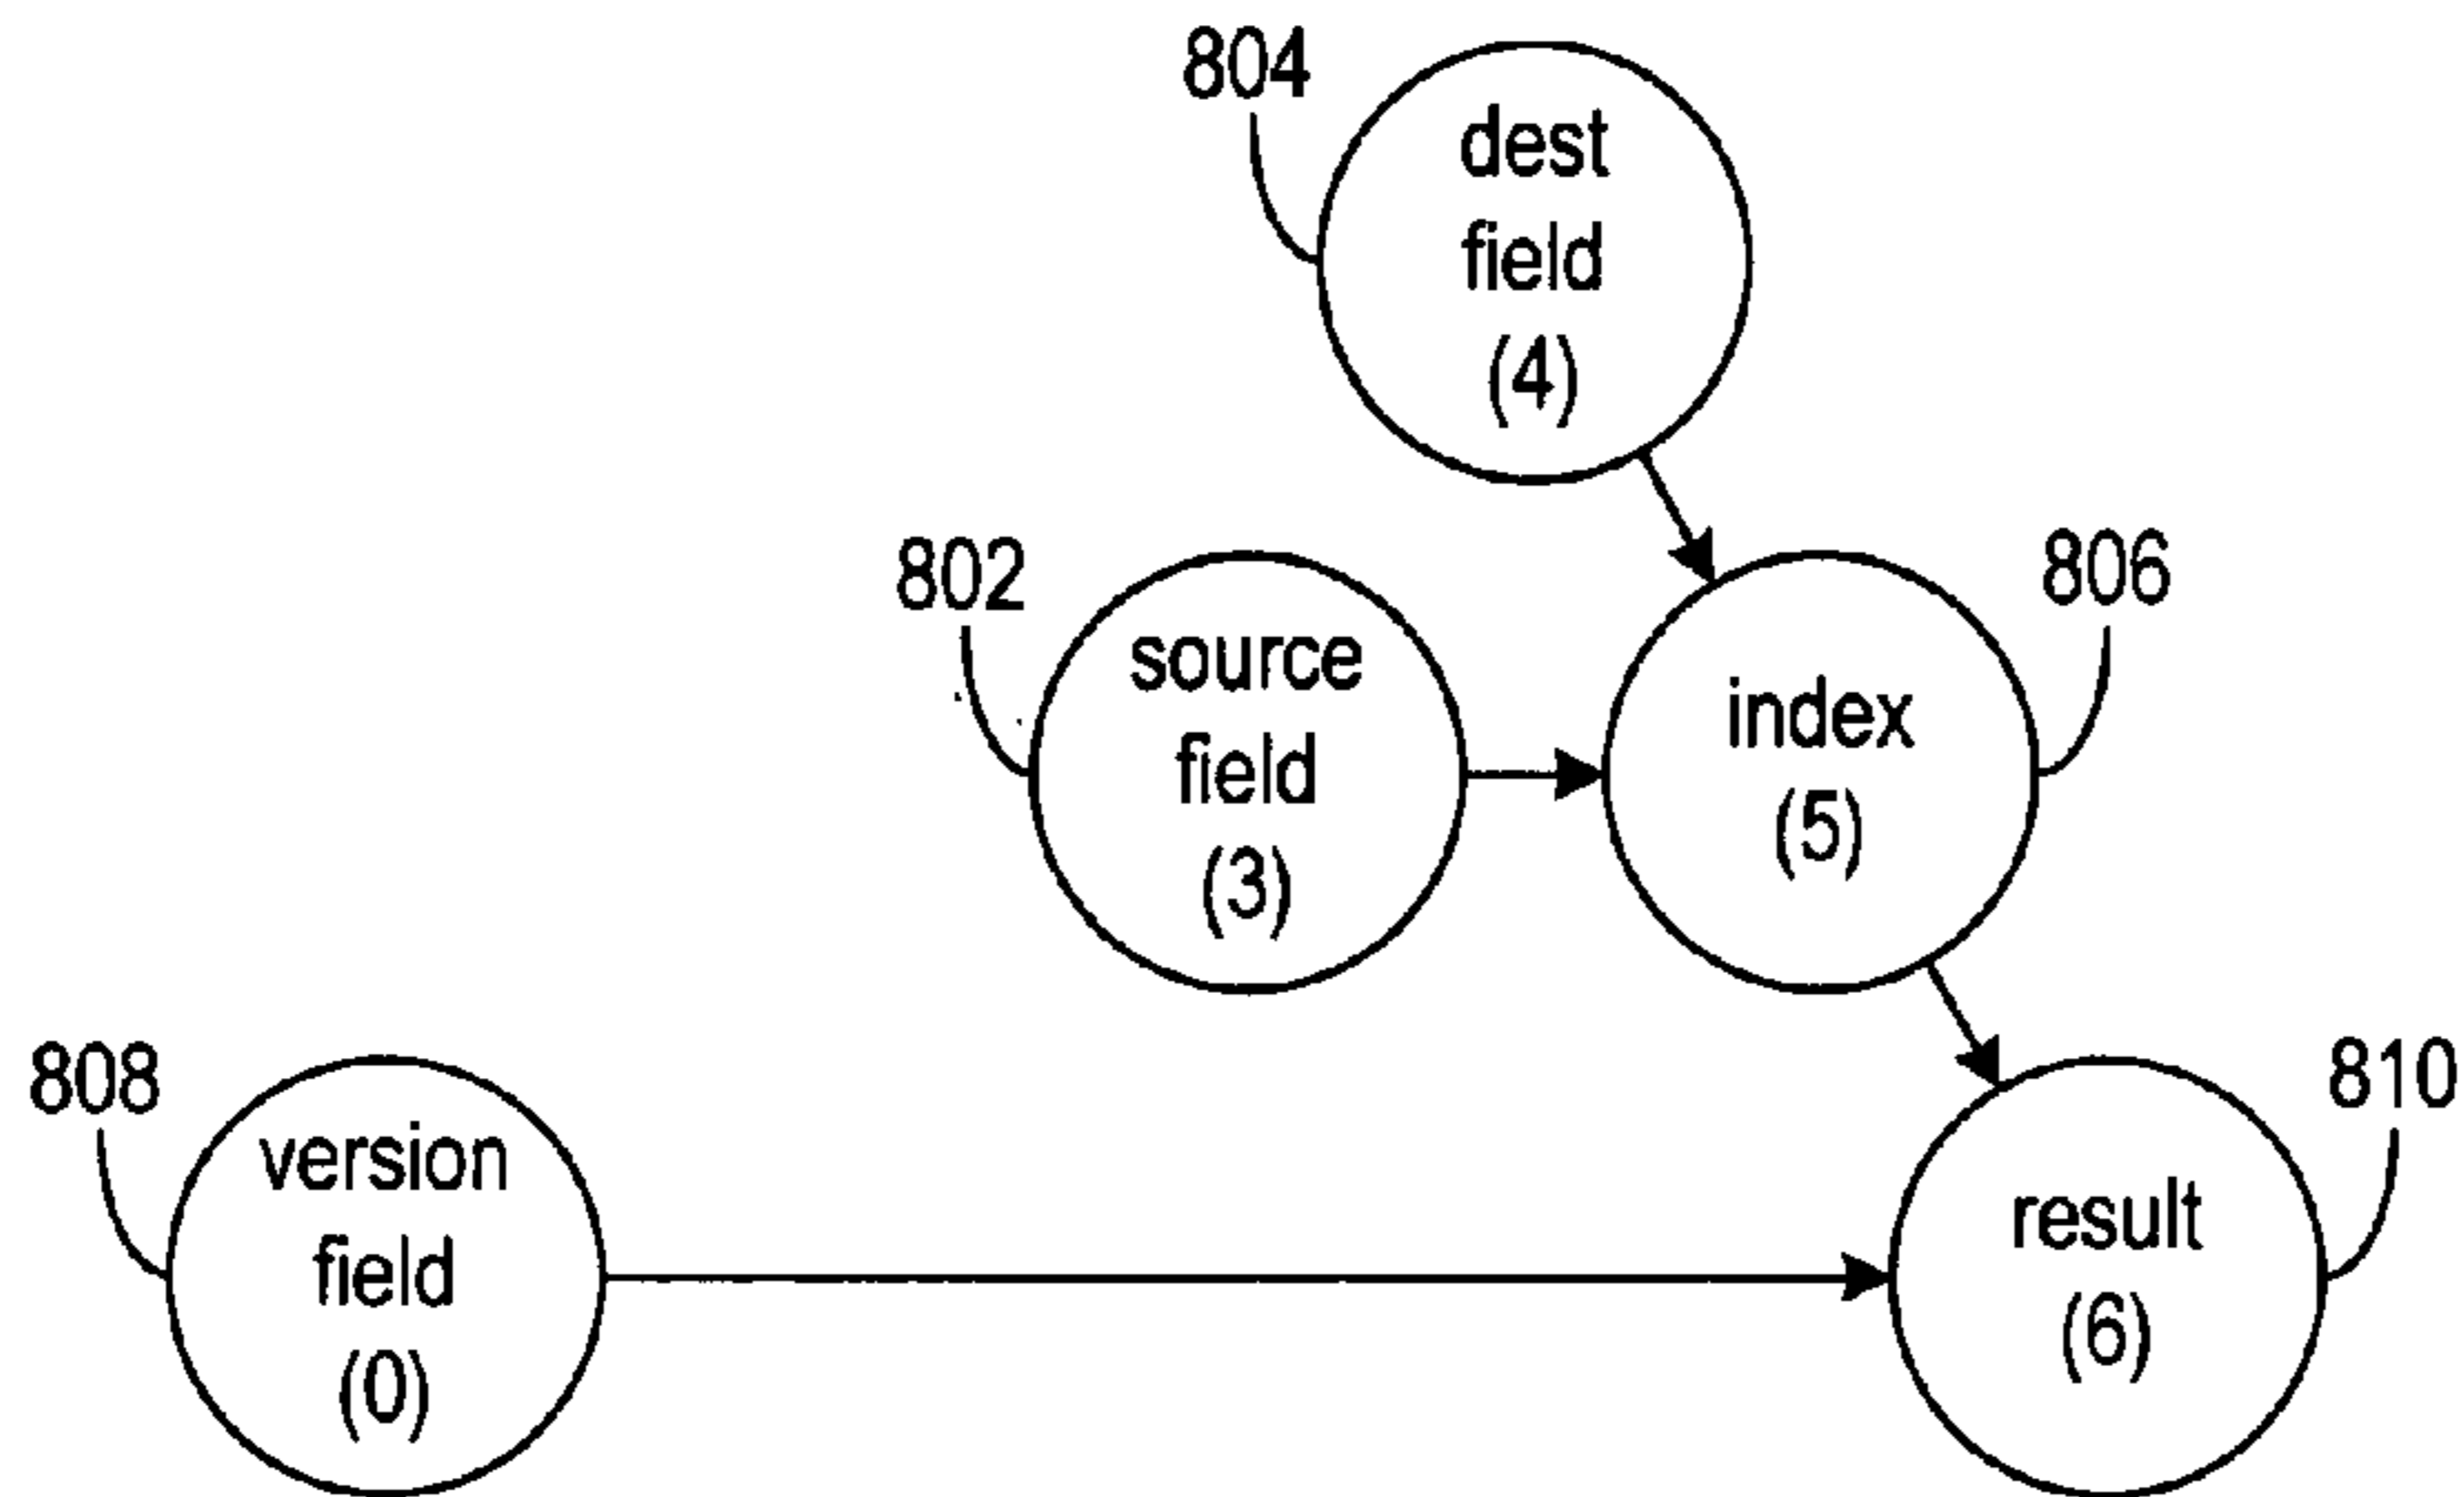 804
dest
field
(4)
802
source
field
(3)
806
index
(5)
808
version
field
(0)
810
result
(6)